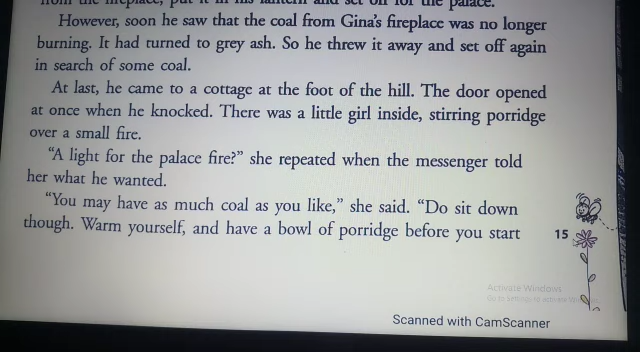 from the fireplace, put it in his lantern and set off for the palace.
However, soon he saw that the coal from Gina's fireplace was no longer
burning. It had turned to grey ash. So he threw it away and set off again
in search of some coal.
At last, he came to a cottage at the foot of the hill. The door opened
at once when he knocked. There was a little girl inside, stirring porridge
over a small fire.
“A light for the palace fire?” she repeated when the messenger told
her what he wanted.
“You may have as much coal as you like,” she said. “Do sit down
though. Warm yourself, and have a bowl of porridge before you start
15
Activate Windows
Go to Settings to activate
Scanned with CamScanner